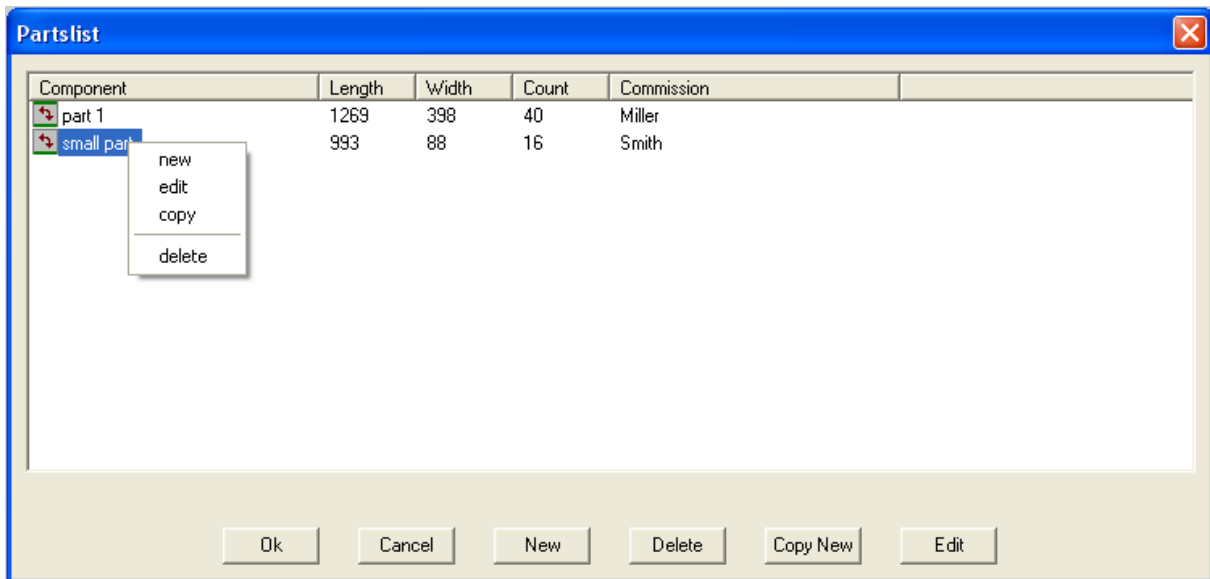 Partslist
Component Length Width Count Commission
part 1 1269 398 40 Miller
small part 993 88 16 Smith
new
edit
copy
delete
Ok Cancel New Delete Copy New Edit